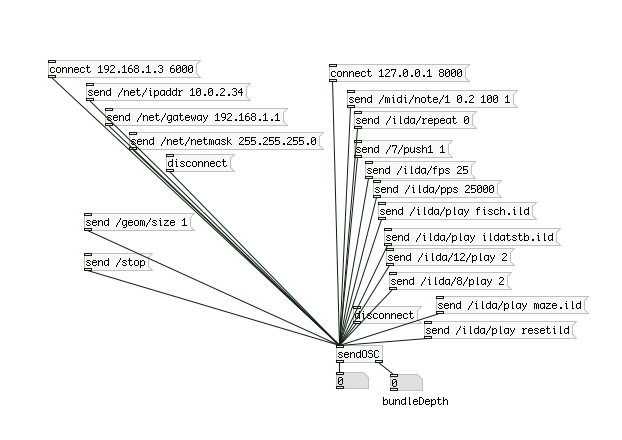 connect 192.168.1.3 6000
send /net/ipaddr 10.0.2.34
send /net/gateway 192.168.1.1
send /net/netmask 255.255.255.0
disconnect
send /geom/size 1
send /stop
connect 127.0.0.1 8000
send /midi/note/1 0.2 100 1
send /ilda/repeat 0
send /7/push1 1
send /ilda/fps 25
send /ilda/pps 25000
send /ilda/play fisch.ild
send /ilda/play ildatstb.ild
send /ilda/12/play 2
send /ilda/8/play 2
send /ilda/play maze.ild
disconnect
send /ilda/play resetild
sendOSC
0
0
bundleDepth